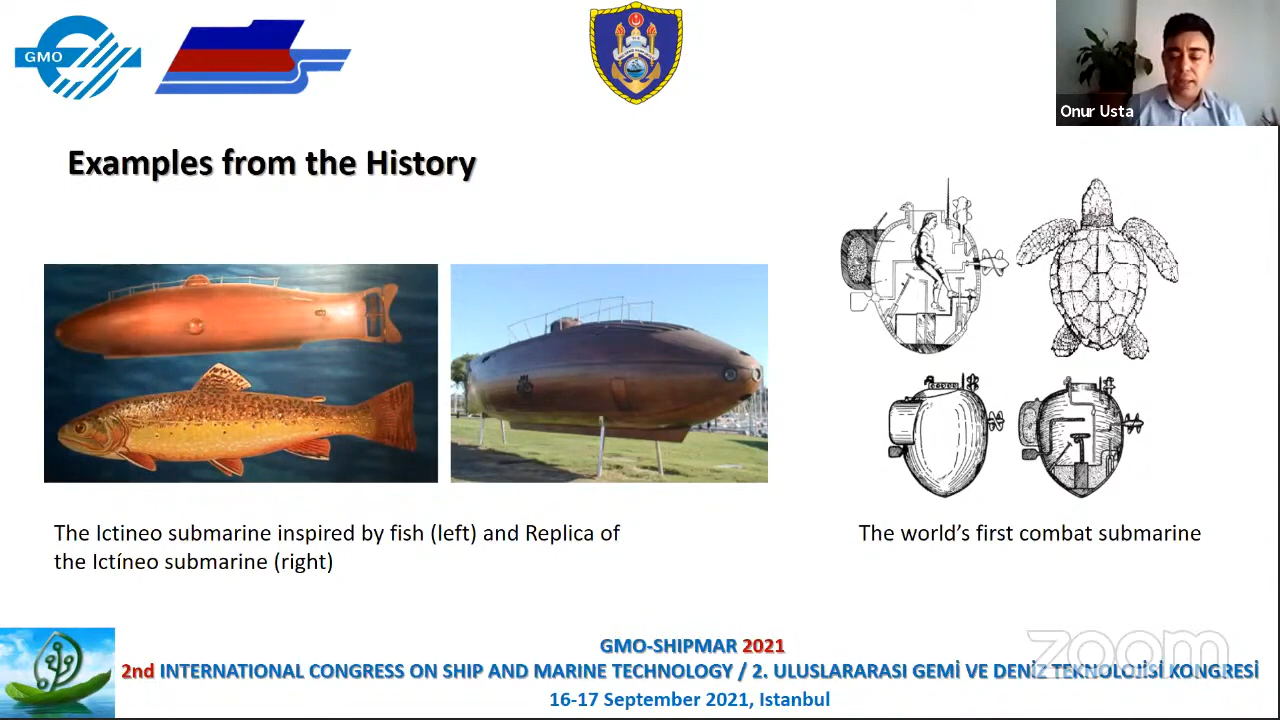 GMO
Onur Usta
Examples from the History
The Ictineo submarine inspired by fish (left) and Replica of
the Ictíneo submarine (right)
The world's first combat submarine
GMO-SHIPMAR 2021
2nd INTERNATIONAL CONGRESS ON SHIP AND MARINE TECHNOLOGY / 2. ULUSLARARASI GEMİ VE DENİZ TEKNOLOJİSİ KONGRESİ
16-17 September 2021, Istanbul
zoom